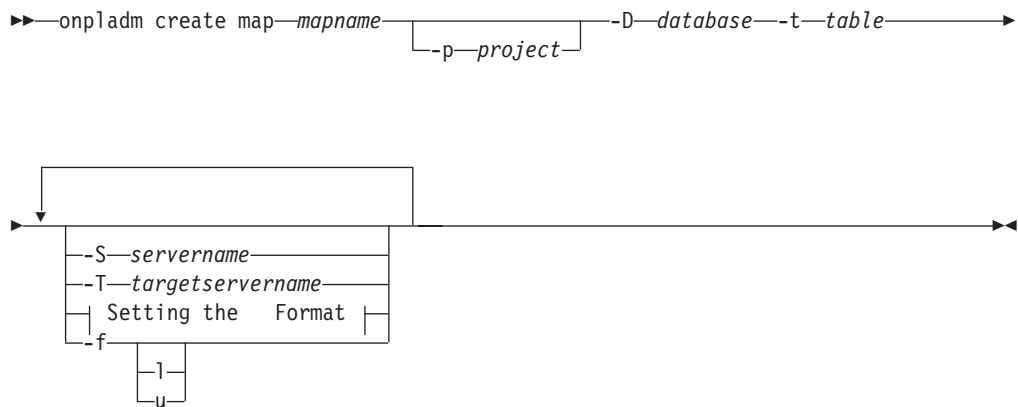 onpladm create map mapname -D database -t table
-p project
-S servername
-T targetservername
Setting the Format
-f
l
u